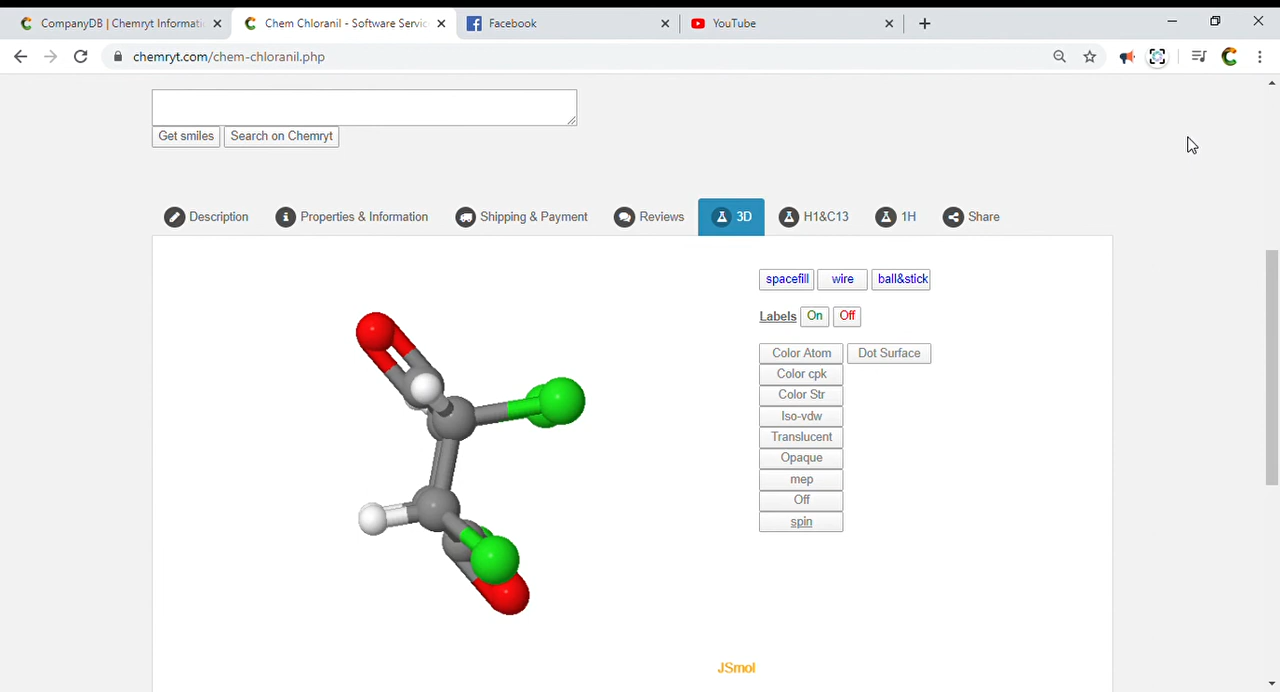 CompanyDB | Chemryt Informati
Chem Chloranil - Software Servic
Facebook
YouTube
chemryt.com/chem-chloranil.php
Get smiles
Search on Chemryt
Description
Properties & Information
Shipping & Payment
Reviews
3D
H1&C13
1H
Share
spacefill
wire
ball&stick
Labels
On
Off
Color Atom
Dot Surface
Color cpk
Color Str
Iso-vdw
Translucent
Opaque
mep
Off
spin
JSmol